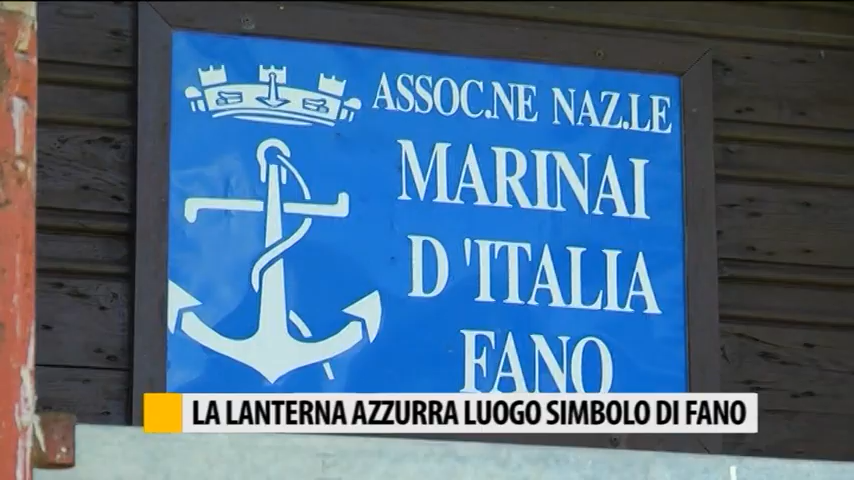 ASSOC.NE NAZ.LE
MARINAI
D 'ITALIA
FANO
LA LANTERNA AZZURRA LUOGO SIMBOLO DI FANO